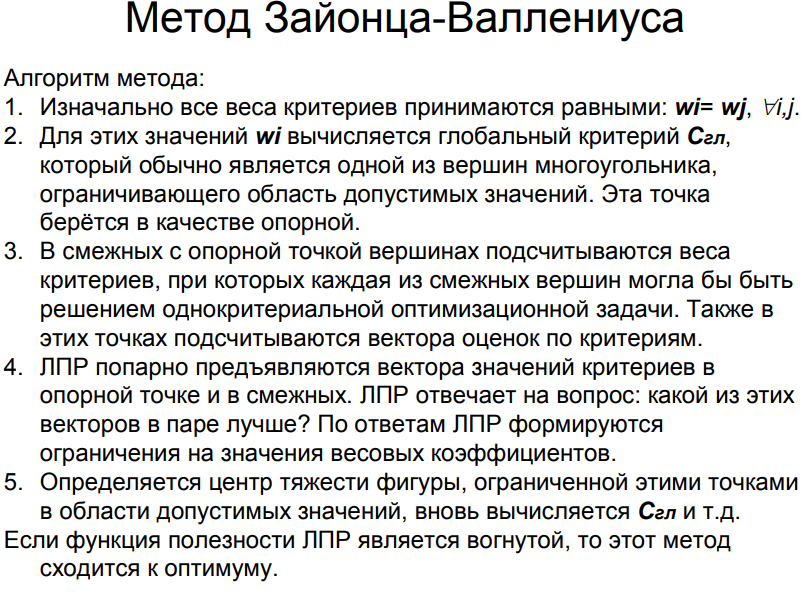 Метод Зайонца-Валлениуса
Алгоритм метода:
1. Изначально все веса критериев принимаются равными: wi= wj, ∀i,j.
2. Для этих значений wi вычисляется глобальный критерий Cгл,
который обычно является одной из вершин многоугольника,
ограничивающего область допустимых значений. Эта точка
берётся в качестве опорной.
3. В смежных с опорной точкой вершинах подсчитываются веса
критериев, при которых каждая из смежных вершин могла бы быть
решением однокритериальной оптимизационной задачи. Также в
этих точках подсчитываются вектора оценок по критериям.
4. ЛПР попарно предъявляются вектора значений критериев в
опорной точке и в смежных. ЛПР отвечает на вопрос: какой из этих
векторов в паре лучше? По ответам ЛПР формируются
ограничения на значения весовых коэффициентов.
5. Определяется центр тяжести фигуры, ограниченной этими точками
в области допустимых значений, вновь вычисляется Cгл и т.д.
Если функция полезности ЛПР является вогнутой, то этот метод
сходится к оптимуму.